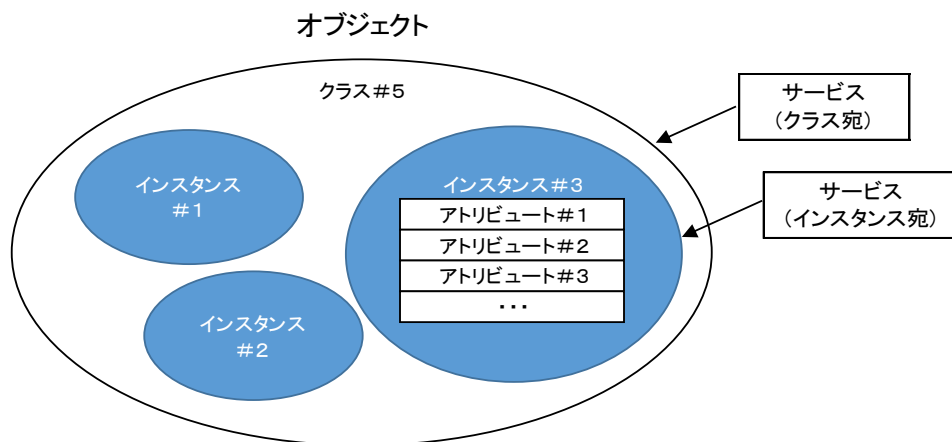 オブジェクト
クラス#5
サービス
(クラス宛)
インスタンス
#1
インスタンス#3
アトリビュート#1
アトリビュート#2
アトリビュート#3
・・・
サービス
(インスタンス宛)
インスタンス
#2